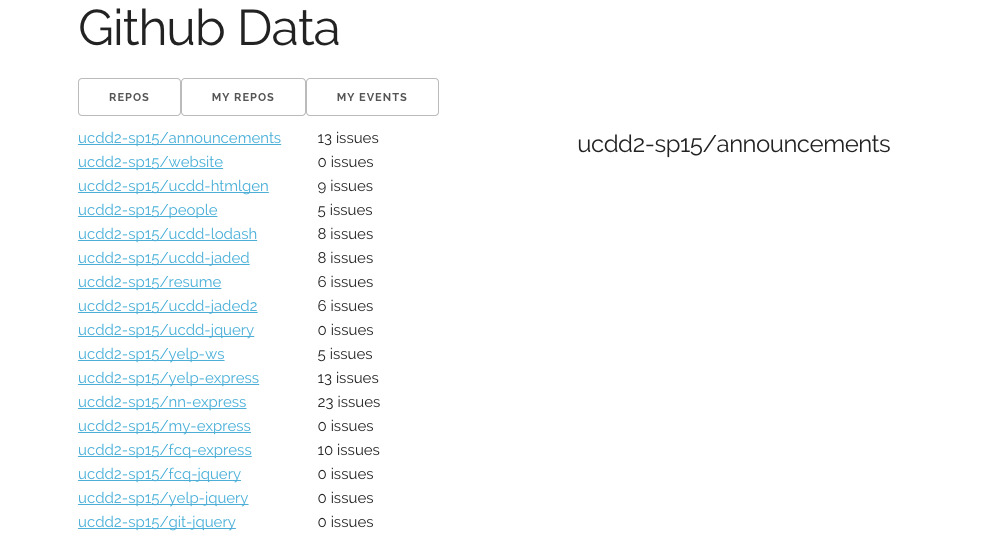 Github Data
REPOS MY REPOS MY EVENTS
ucdd2-sp15/announcements 13 issues
ucdd2-sp15/announcements
ucdd2-sp15/website 0 issues
ucdd2-sp15/ucdd-htmlgen 9 issues
ucdd2-sp15/people 5 issues
ucdd2-sp15/ucdd-lodash 8 issues
ucdd2-sp15/ucdd-jaded 8 issues
ucdd2-sp15/resume 6 issues
ucdd2-sp15/ucdd-jaded2 6 issues
ucdd2-sp15/ucdd-jquery 0 issues
ucdd2-sp15/yelp-ws 5 issues
ucdd2-sp15/yelp-express 13 issues
ucdd2-sp15/nn-express 23 issues
ucdd2-sp15/my-express 0 issues
ucdd2-sp15/fcq-express 10 issues
ucdd2-sp15/fcq-jquery 0 issues
ucdd2-sp15/yelp-jquery 0 issues
ucdd2-sp15/git-jquery 0 issues